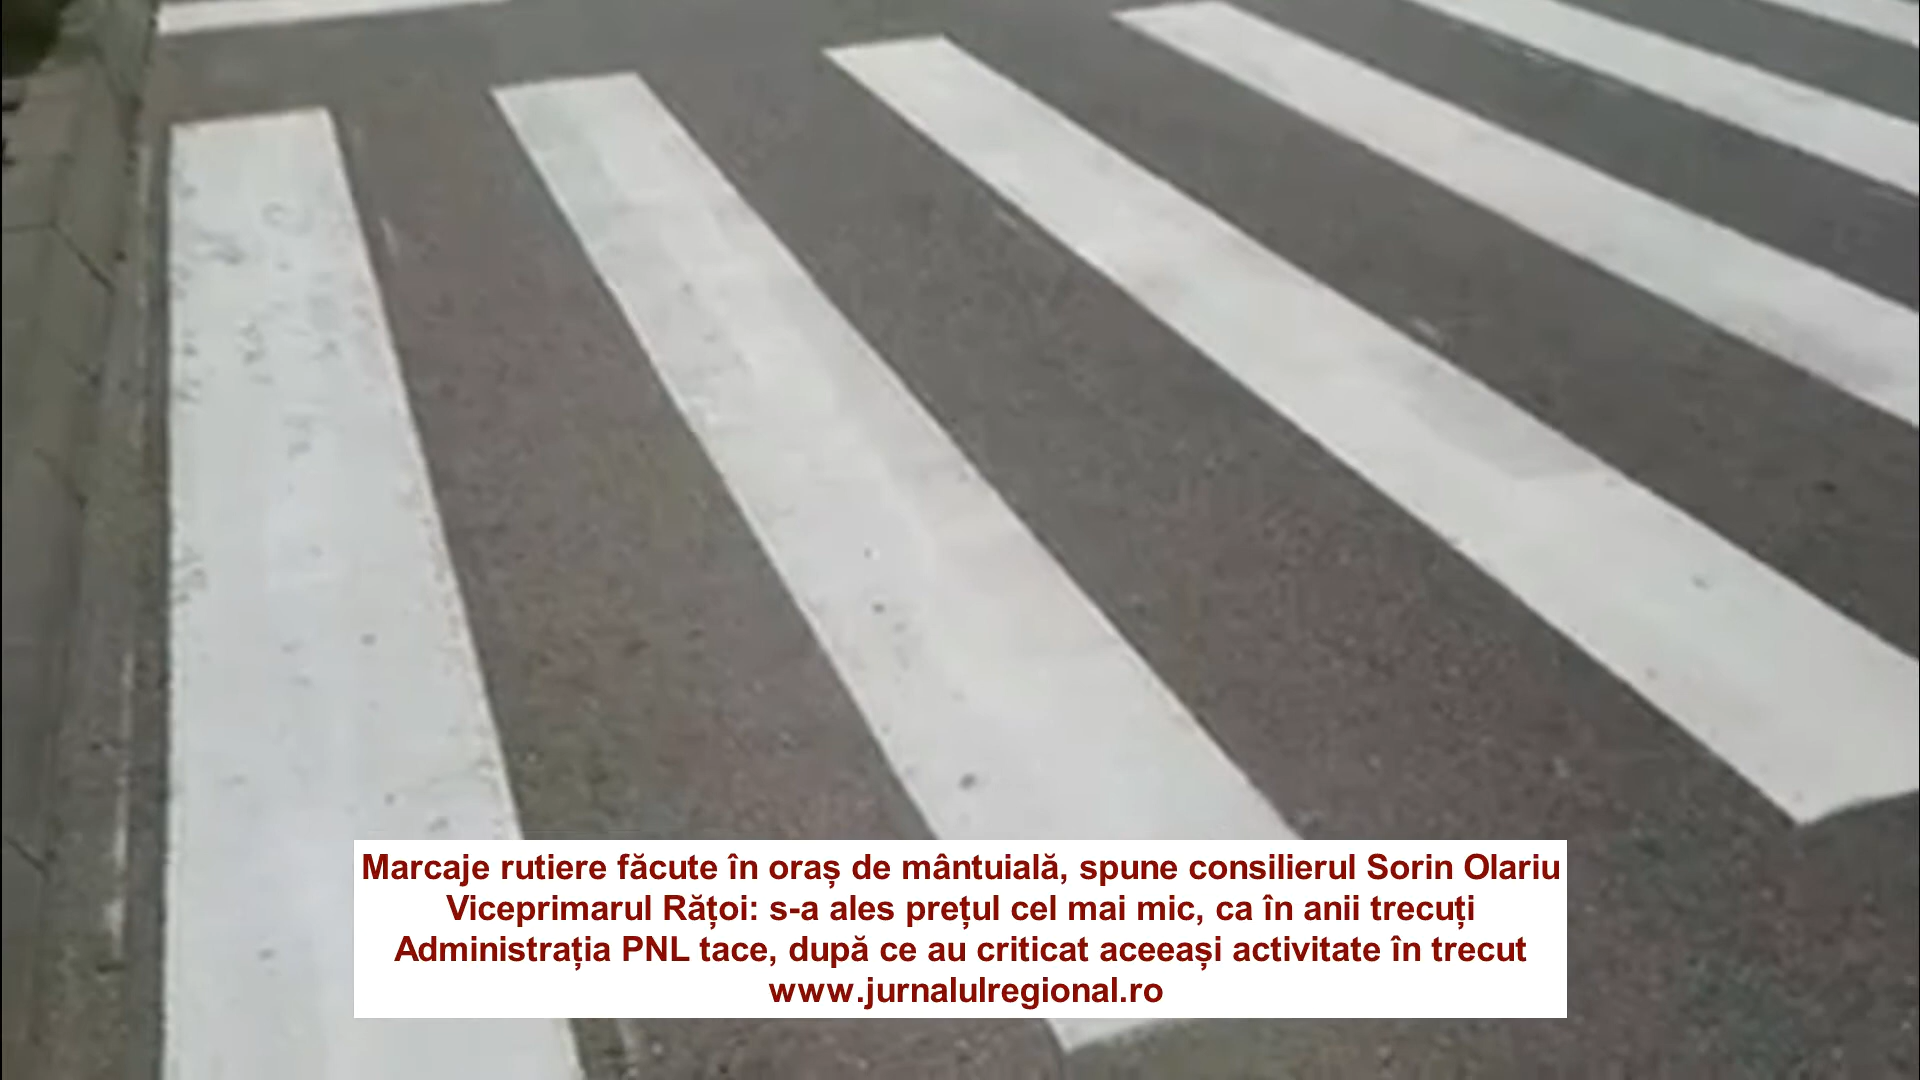 Marcaje rutiere făcute în oraș de mântuială, spune consilierul Sorin Olariu
Viceprimarul Rățoi: s-a ales prețul cel mai mic, ca în anii trecuți
Administrația PNL tace, după ce au criticat aceeași activitate în trecut
www.jurnalulregional.ro